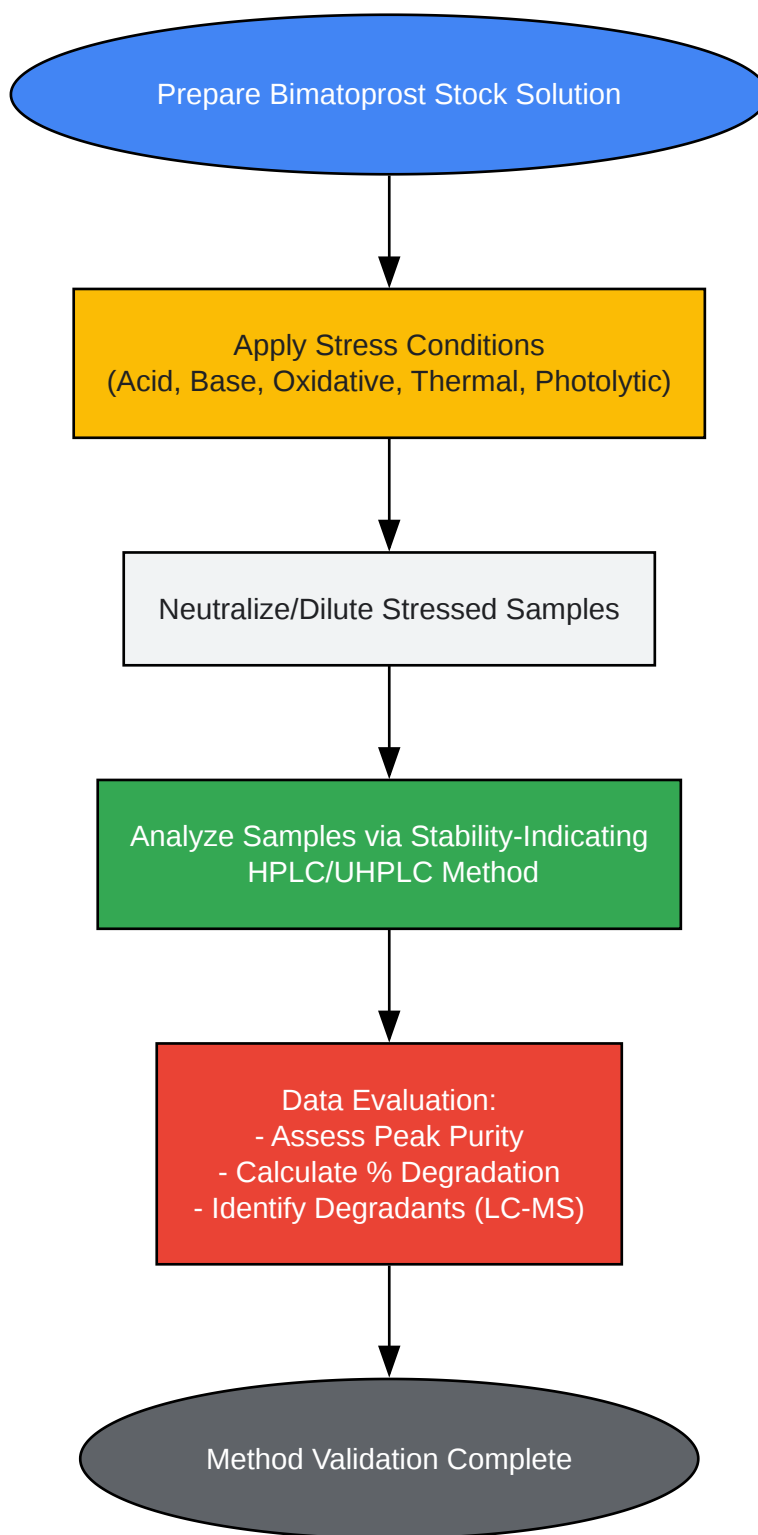 Prepare Bimatoprost Stock Solution
Apply Stress Conditions
(Acid, Base, Oxidative, Thermal, Photolytic)
Neutralize/Dilute Stressed Samples
Analyze Samples via Stability-Indicating
HPLC/UHPLC Method
Data Evaluation:
- Assess Peak Purity
- Calculate % Degradation
- Identify Degradants (LC-MS)
Method Validation Complete